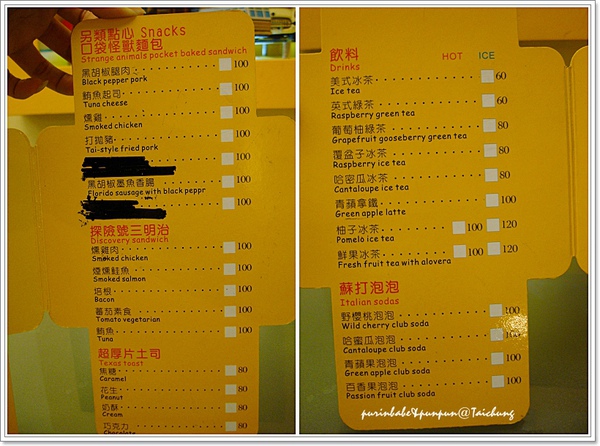 另類點心 Snacks
口袋怪獸麵包
Strange animals pocket baked sandwich
黑胡椒腿肉 100
Black pepper pork
鮪魚起司 100
Tuna cheese
燻雞 100
Smoked chicken
打拋豬 100
Tai-style fried pork
100
黑胡椒墨魚香腸 100
Florida sausage with black peppr
100
探險號三明治
Discovery sandwich
燻雞肉 100
Smoked chicken
煙燻鮭魚 100
Smoked salmon
培根 100
Bacon
蕃茄素食 100
Tomato vegetarian
鮪魚 100
Tuna
超厚片土司
Texas toast
焦糖 80
Caramel
花生 80
Peanut
奶酥 80
Cream
巧克力 80
Chocolate
飲料 HOT ICE
Drinks
美式冰茶 60
Ice tea
英式綠茶 60
Raspberry green tea
葡萄柚綠茶 80
Grapefruit gooseberry green tea
覆盆子冰茶 80
Raspberry ice tea
哈密瓜冰茶 80
Cantaloupe ice tea
青蘋拿鐵 100
Green apple latte
柚子冰茶 100 120
Pomelo ice tea
鮮果冰茶 100 120
Fresh fruit tea with alovera
蘇打泡泡
Italian sodas
野櫻桃泡泡 100
Wild cherry club soda
哈蜜瓜泡泡 100
Cantaloupe club soda
青蘋果泡泡 100
Green apple club soda
百香果泡泡 100
Passion fruit club soda
purinbabe&punpun@Taichung